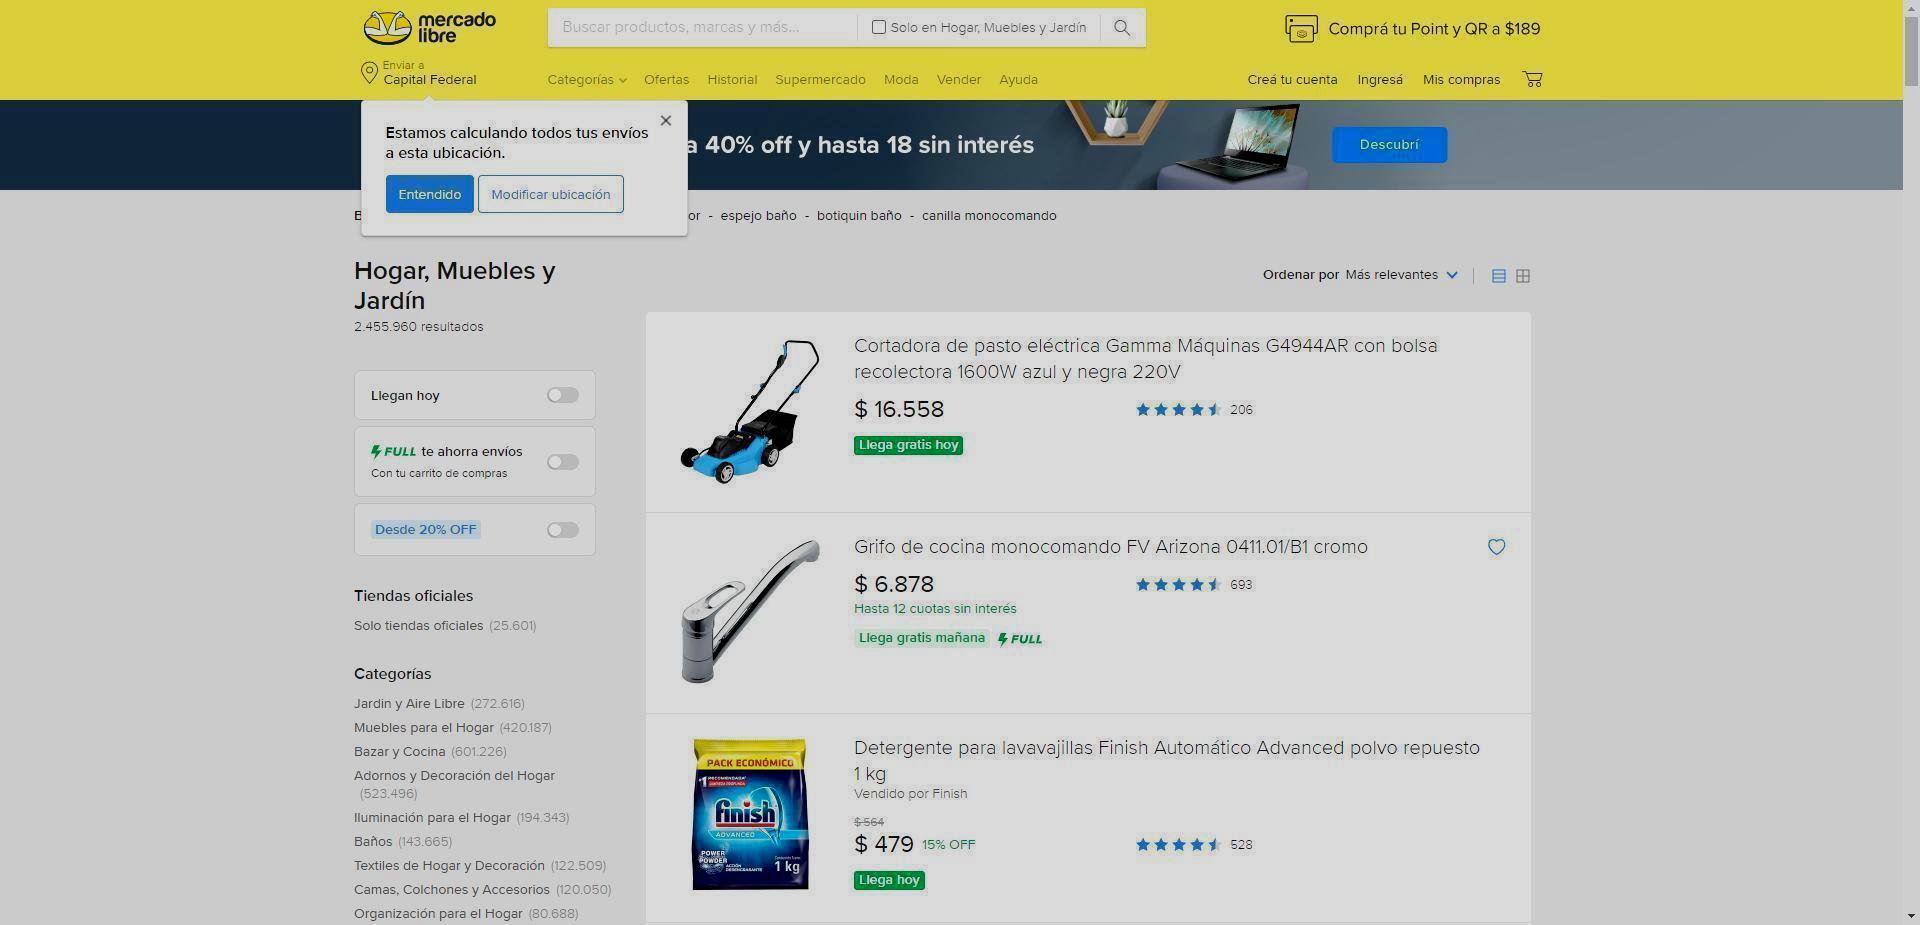 mercado
libre
Buscar productos, marcas y más...
Solo en Hogar, Muebles y Jardín
Comprá tu Point y QR a $189
Enviar a
Capital Federal
Categorías
Ofertas
Historial
Supermercado
Moda
Vender
Ayuda
Creá tu cuenta
Ingresá
Mis compras
Estamos calculando todos tus envíos
a esta ubicación.
Entendido
Modificar ubicación
a 40% off y hasta 18 sin interés
Descubrí
or - espejo baño - botiquin baño - canilla monocomando
Hogar, Muebles y
Jardín
2.455.960 resultados
Ordenar por Más relevantes
Llegan hoy
FULL te ahorra envíos
Con tu carrito de compras
Desde 20% OFF
Tiendas oficiales
Solo tiendas oficiales (25.601)
Categorías
Jardin y Aire Libre (272.616)
Muebles para el Hogar (420.187)
Bazar y Cocina (601.226)
Adornos y Decoración del Hogar
(523.496)
Iluminación para el Hogar (194.343)
Baños (143.665)
Textiles de Hogar y Decoración (122.509)
Camas, Colchones y Accesorios (120.050)
Organización para el Hogar (80.688)
Cortadora de pasto eléctrica Gamma Máquinas G4944AR con bolsa
recolectora 1600W azul y negra 220V
$ 16.558
206
Llega gratis hoy
Grifo de cocina monocomando FV Arizona 0411.01/B1 cromo
$ 6.878
693
Hasta 12 cuotas sin interés
Llega gratis mañana FULL
PACK ECONÓMICO
finish
ADVANCED
POWER
POWDER
1 kg
Detergente para lavavajillas Finish Automático Advanced polvo repuesto
1 kg
Vendido por Finish
$ 564
$ 479 15% OFF
528
Llega hoy